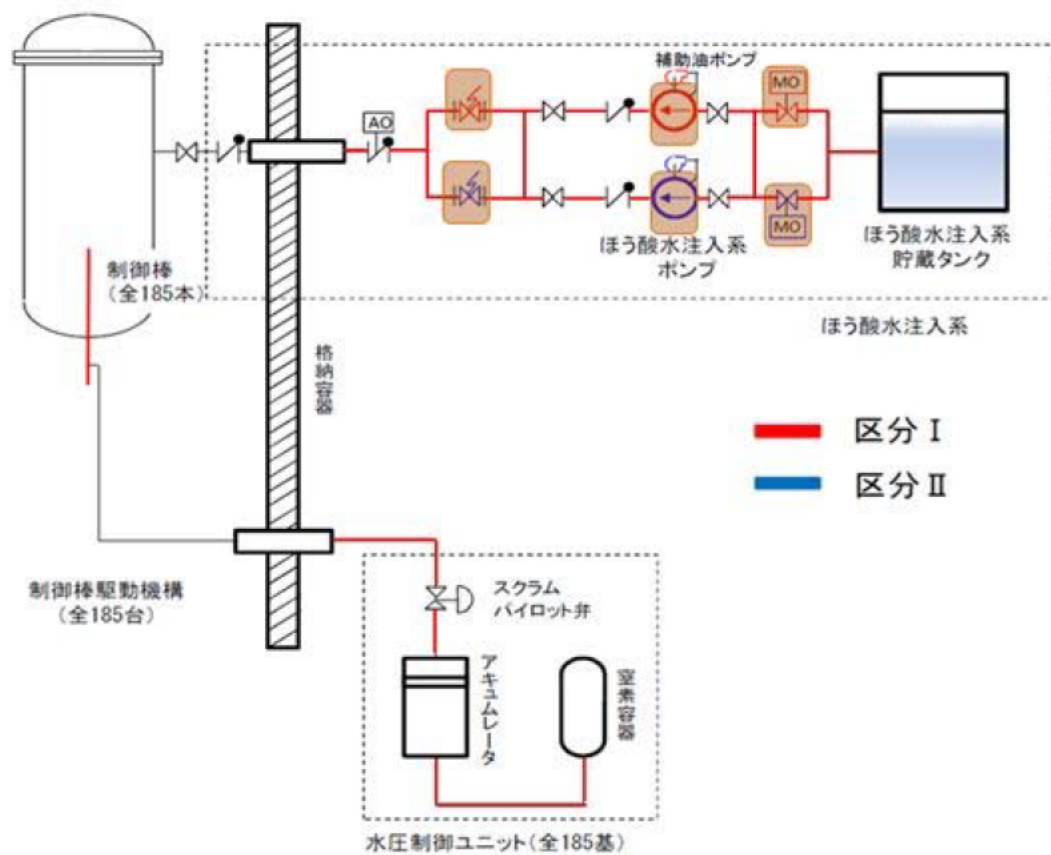 補助油ポンプ
MO
AO
ほう酸水注入系
ポンプ
MO
ほう酸水注入系
貯蔵タンク
制御棒
(全185本)
ほう酸水注入系
格納容器
区分Ⅰ
区分Ⅱ
制御棒駆動機構
(全185台)
スクラム
パイロット弁
アキュムレータ
窒素容器
水圧制御ユニット(全185基)